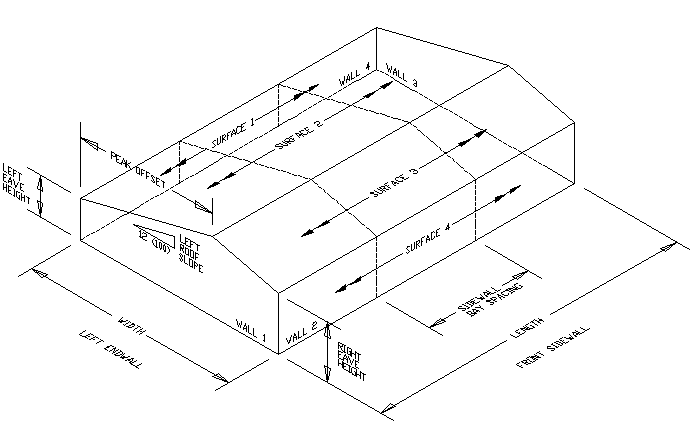 WALL 4
WALL 3
SURFACE 1
SURFACE 2
PEAK OFFSET
LEFT
EAVE
HEIGHT
SURFACE 3
12 (100)
LEFT
ROOF
SLOPE
SURFACE 4
SIDEWALL
BAY SPACING
WIDTH
LEFT ENDWALL
WALL 1
WALL 2
RIGHT
EAVE
HEIGHT
LENGTH
FRONT SIDEWALL